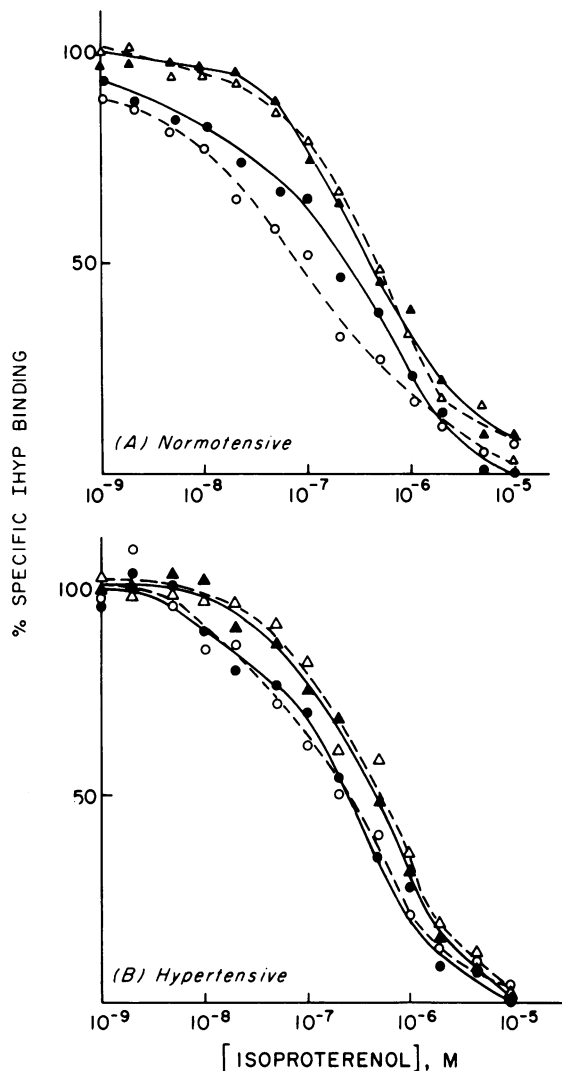 % SPECIFIC IHYP BINDING
100
50
(A) Normotensive
10⁻⁹ 10⁻⁸ 10⁻⁷ 10⁻⁶ 10⁻⁵
100
50
(B) Hypertensive
10⁻⁹ 10⁻⁸ 10⁻⁷ 10⁻⁶ 10⁻⁵
[ISOPROTERENOL], M